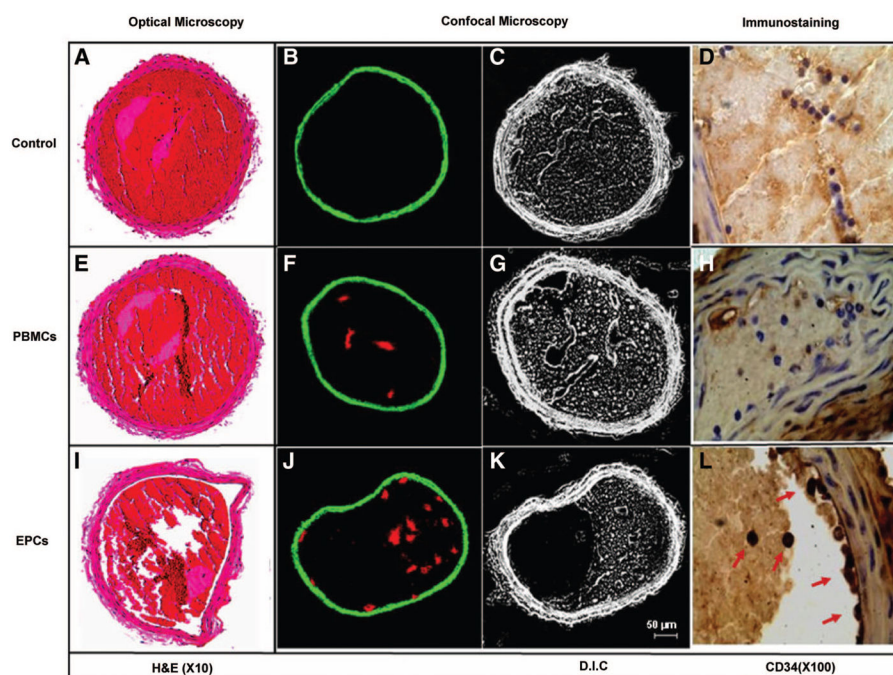 Optical Microscopy Confocal Microscopy Immunostaining
A B C D
Control
E F G H
PBMCs
I J K L
EPCs
50 µm
H&E (X10) D.I.C CD34(X100)